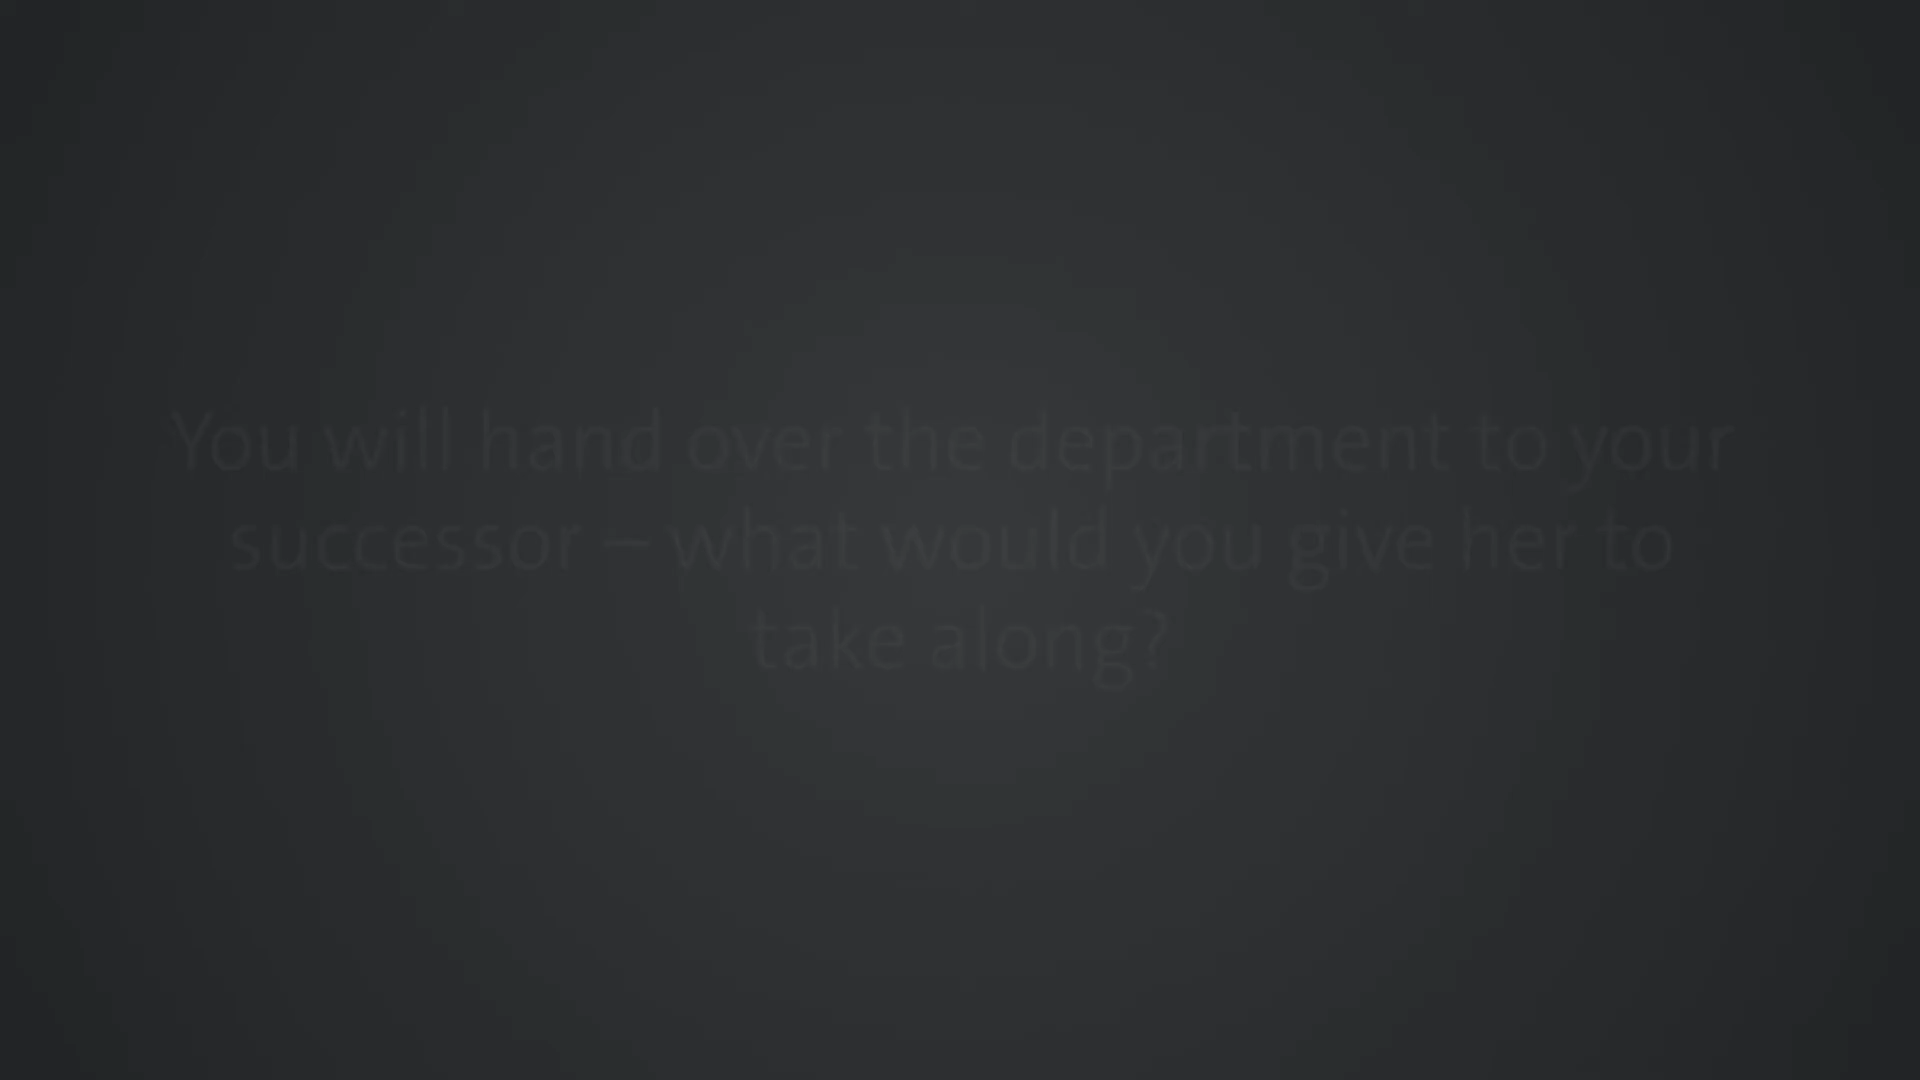 You will hand over the department to your
successor – what would you give her to
take along?